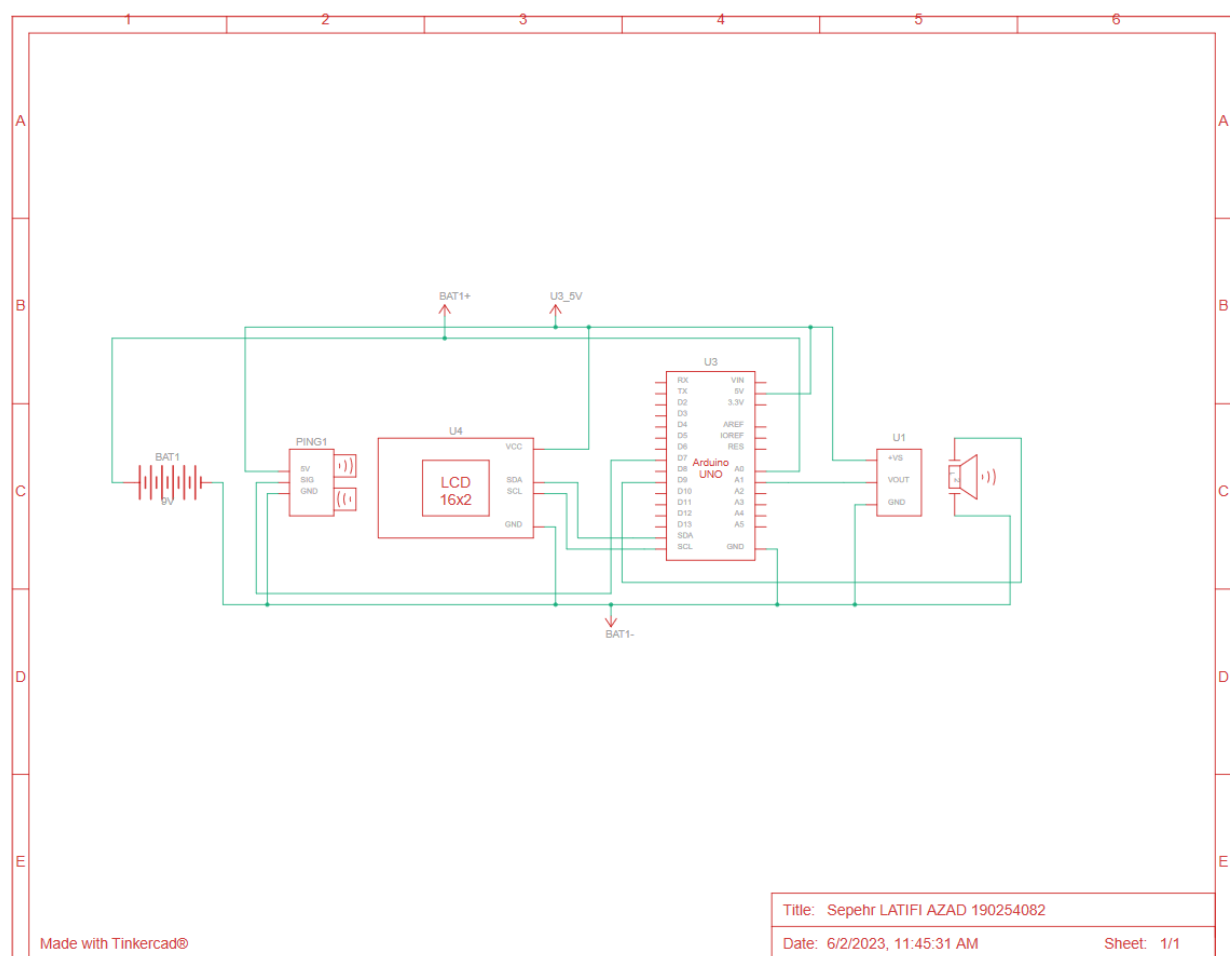 1 2 3 4 5 6
A A
B B
C C
D D
E E
BAT1+
U3_5V
BAT1
9V
PING1
5V
SIG
GND
U4
VCC
SDA
SCL
GND
LCD
16x2
U3
RX
TX
D2
D3
D4
D5
D6
D7
D8
D9
D10
D11
D12
D13
SDA
SCL
Arduino
UNO
VIN
5V
3.3V
AREF
IOREF
RES
A0
A1
A2
A3
A4
A5
GND
U1
+VS
VOUT
GND
BAT1-
Title: Sepehr LATIFI AZAD 190254082
Date: 6/2/2023, 11:45:31 AM Sheet: 1/1
Made with Tinkercad®